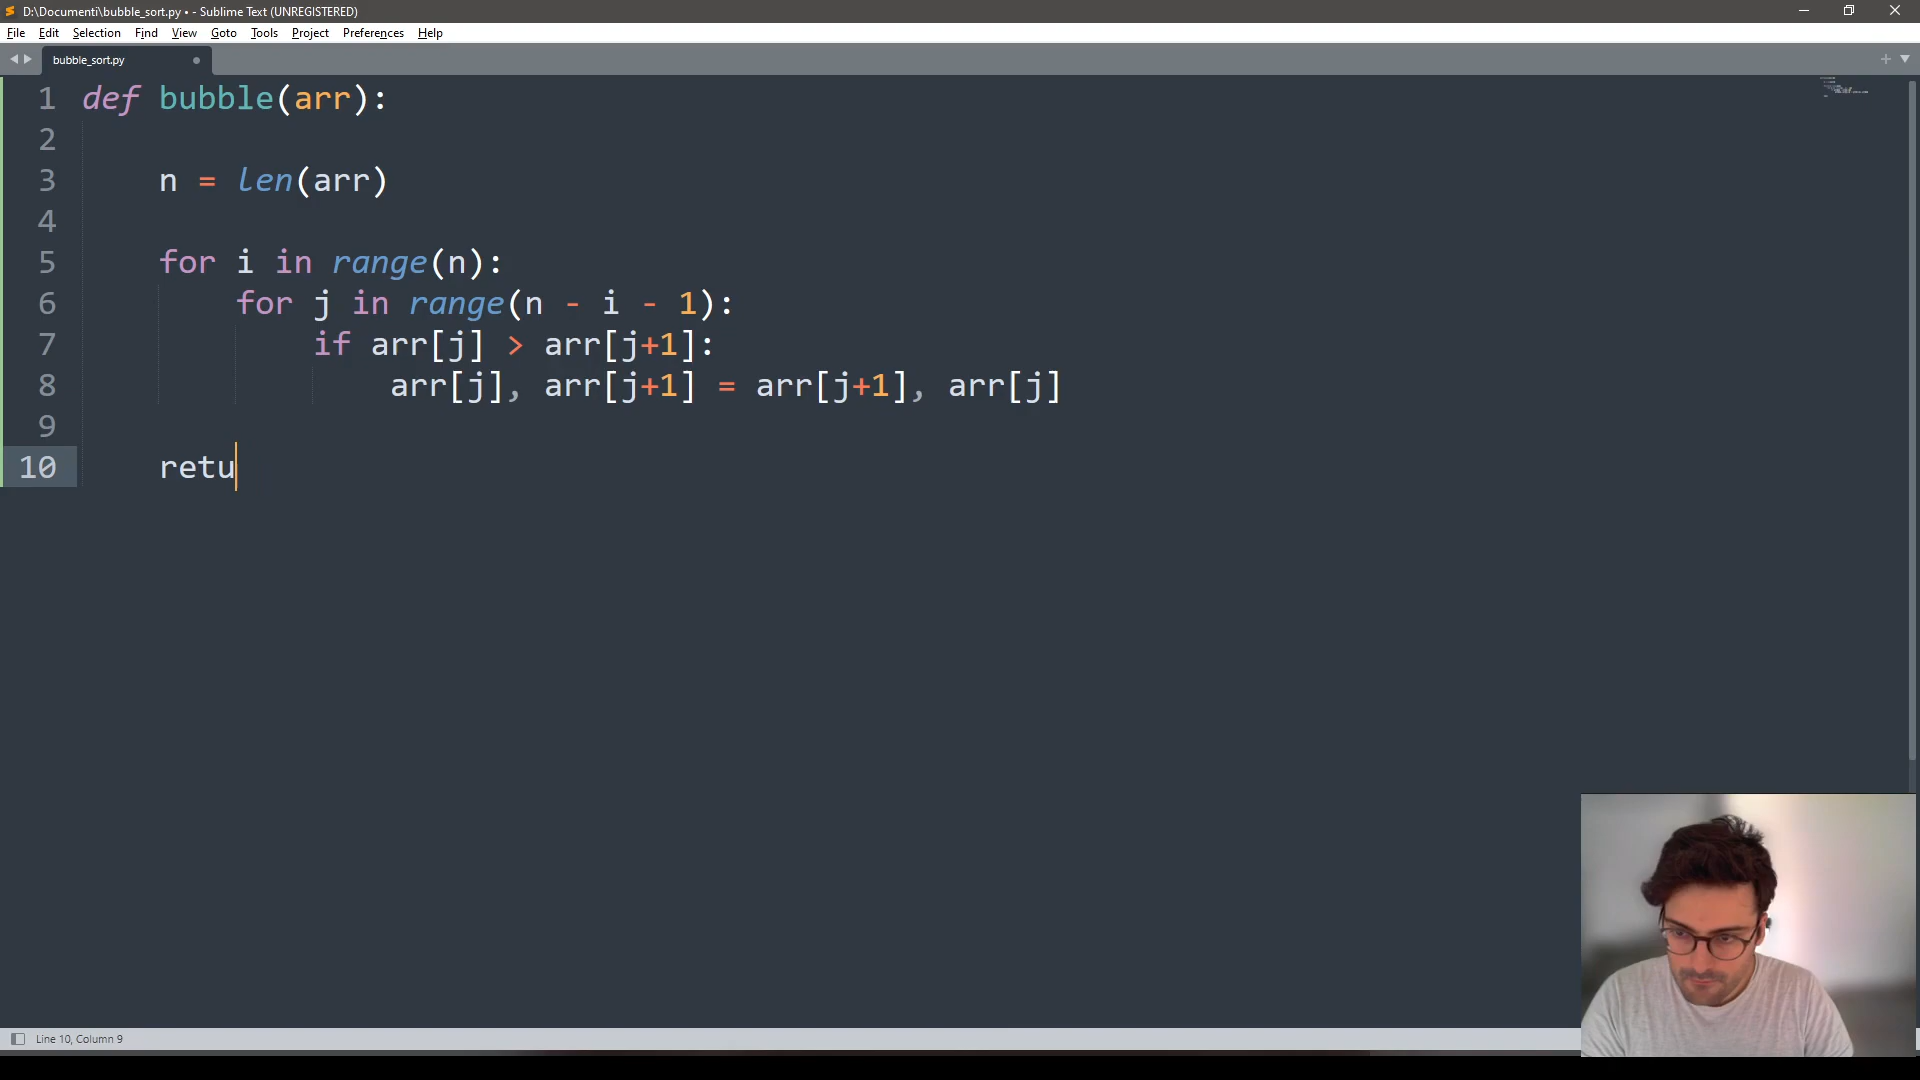 D:\Documenti\bubble_sort.py • - Sublime Text (UNREGISTERED)
File Edit Selection Find View Goto Tools Project Preferences Help
bubble_sort.py
1 def bubble(arr):
2
3     n = len(arr)
4
5     for i in range(n):
6         for j in range(n - i - 1):
7             if arr[j] > arr[j+1]:
8                 arr[j], arr[j+1] = arr[j+1], arr[j]
9
10     retu
Line 10, Column 9